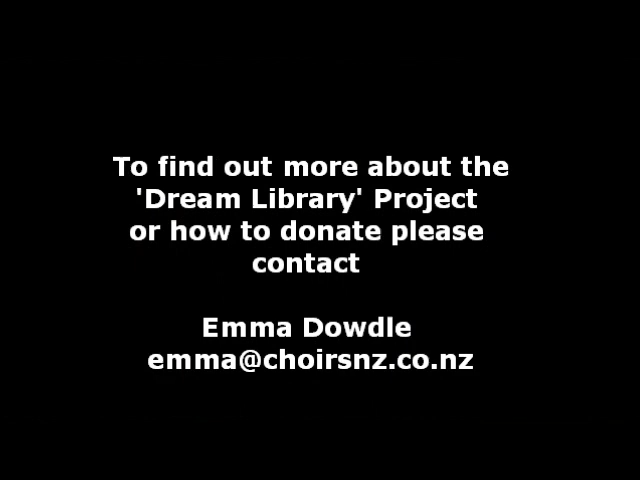 To find out more about the
'Dream Library' Project
or how to donate please
contact
Emma Dowdle
emma@choirsnz.co.nz